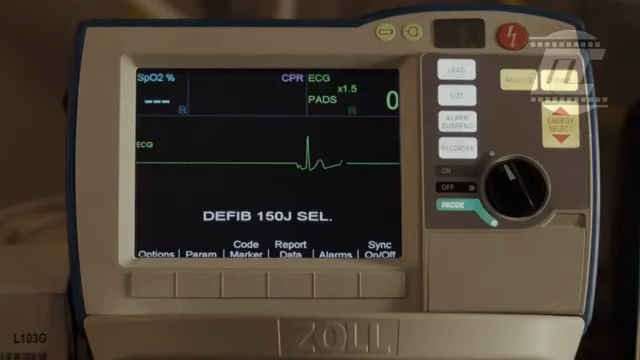 SpO2 %
CPR
ECG
x1.5
PADS
0
---
ECG
DEFIB 150J SEL.
Options
Param
Code
Marker
Report
Data
Alarms
Sync
On/Off
LEAD
SIZE
ALARM
SUSPEND
RECORDER
ANALYZE
ENERGY
SELECT
ON
OFF
PACER
ZOLL
L183G